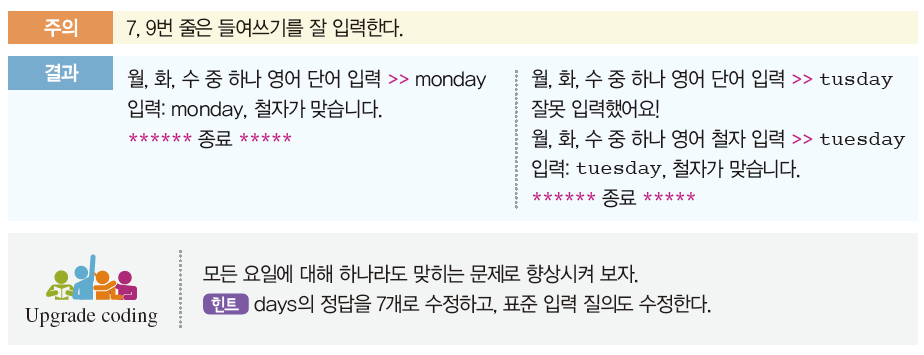 주의
7, 9번 줄은 들여쓰기를 잘 입력한다.
결과
월, 화, 수 중 하나 영어 단어 입력 >> monday
입력: monday, 철자가 맞습니다.
****** 종료 *****
월, 화, 수 중 하나 영어 단어 입력 >> tusday
잘못 입력했어요!
월, 화, 수 중 하나 영어 철자 입력 >> tuesday
입력: tuesday, 철자가 맞습니다.
****** 종료 *****
Upgrade coding
모든 요일에 대해 하나라도 맞히는 문제로 향상시켜 보자.
힌트 days의 정답을 7개로 수정하고, 표준 입력 질의도 수정한다.